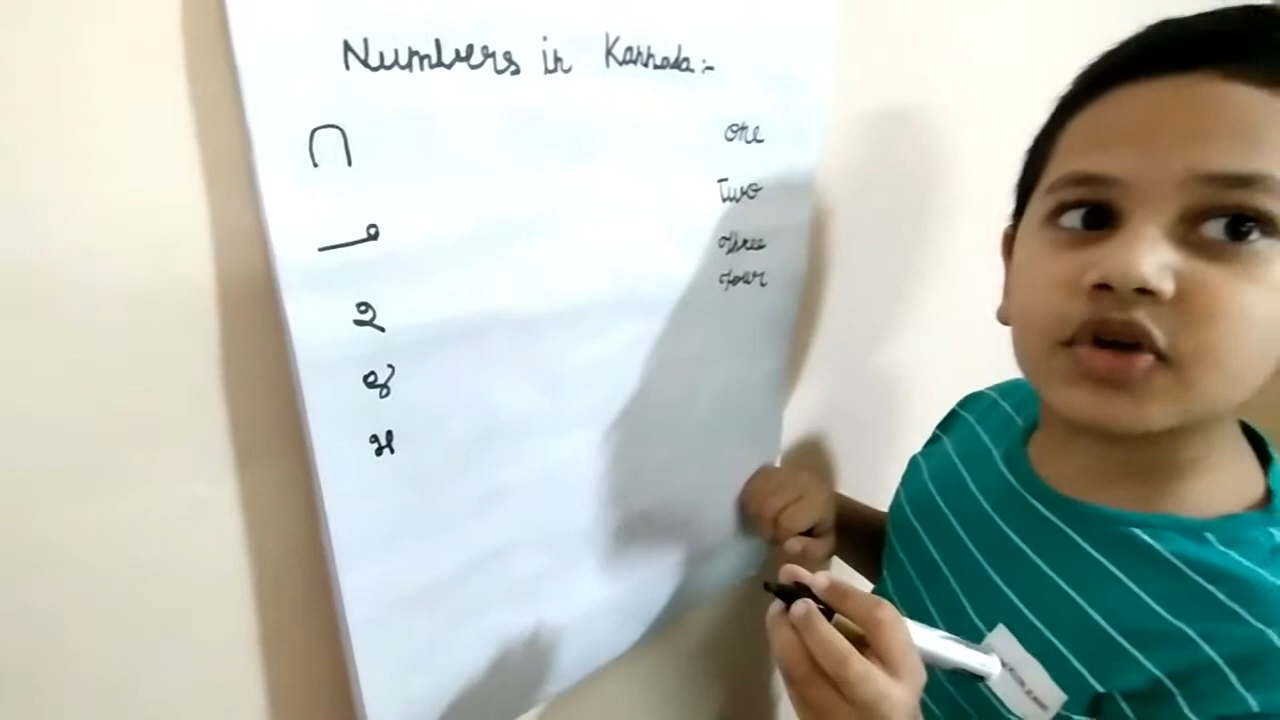 Numbers in Kannada:-
೧ one
೨ Two
೩ three
೪ four
೫